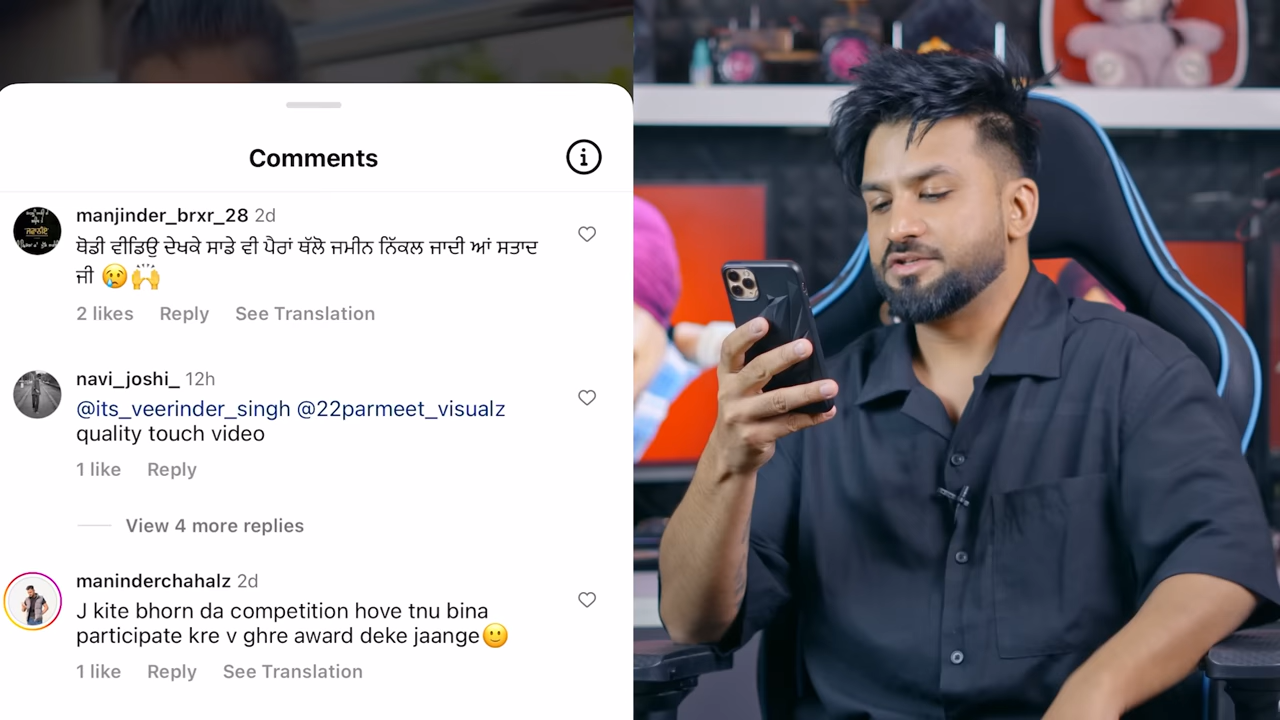 Comments
manjinder_brxr_28 2d
ਥੋਡੀ ਵੀਡਿਉ ਦੇਖਕੇ ਸਾਡੇ ਵੀ ਪੈਰਾਂ ਥੱਲੋ ਜਮੀਨ ਨਿੱਕਲ ਜਾਦੀ ਆਂ ਸਤਾਦ
ਜੀ 😢🙌
2 likes Reply See Translation
navi_joshi_ 12h
@its_veerinder_singh @22parmeet_visualz
quality touch video
1 like Reply
View 4 more replies
maninderchahalz 2d
J kite bhorn da competition hove tnu bina
participate kre v ghre award deke jaange🙂
1 like Reply See Translation